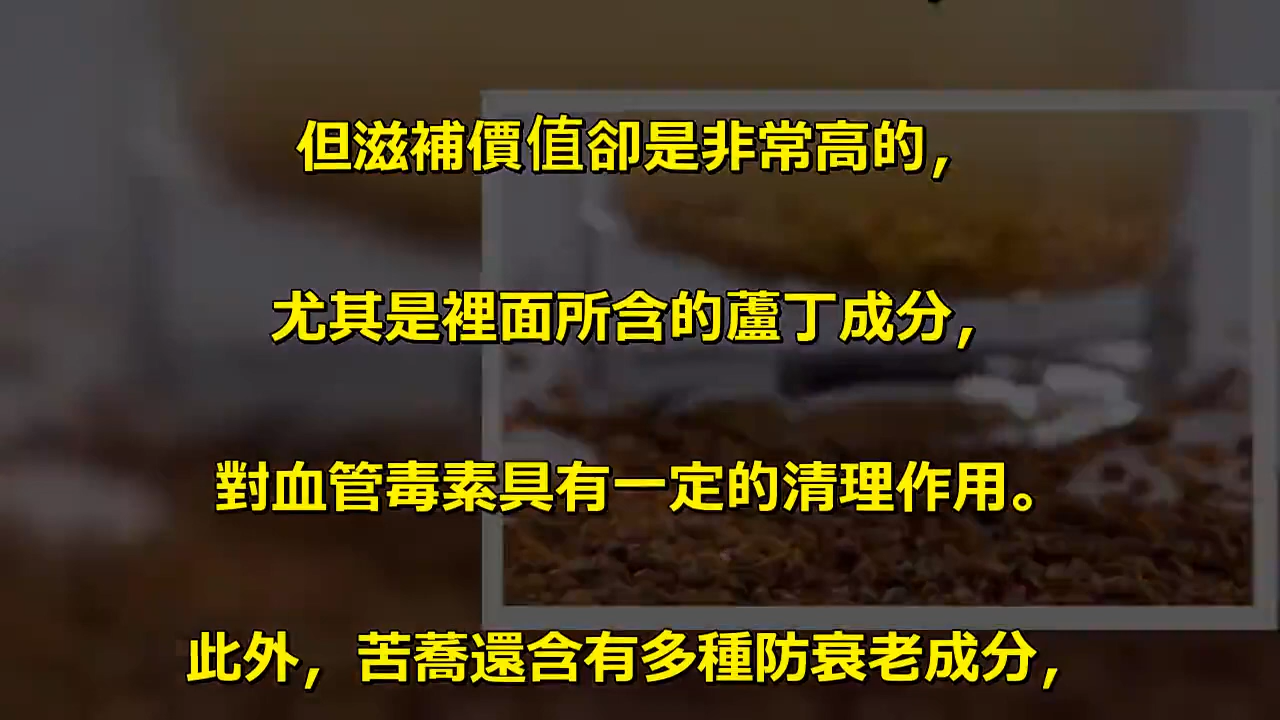 但滋補價值卻是非常高的，
尤其是裡面所含的蘆丁成分，
對血管毒素具有一定的清理作用。
此外，苦蕎還含有多種防衰老成分，